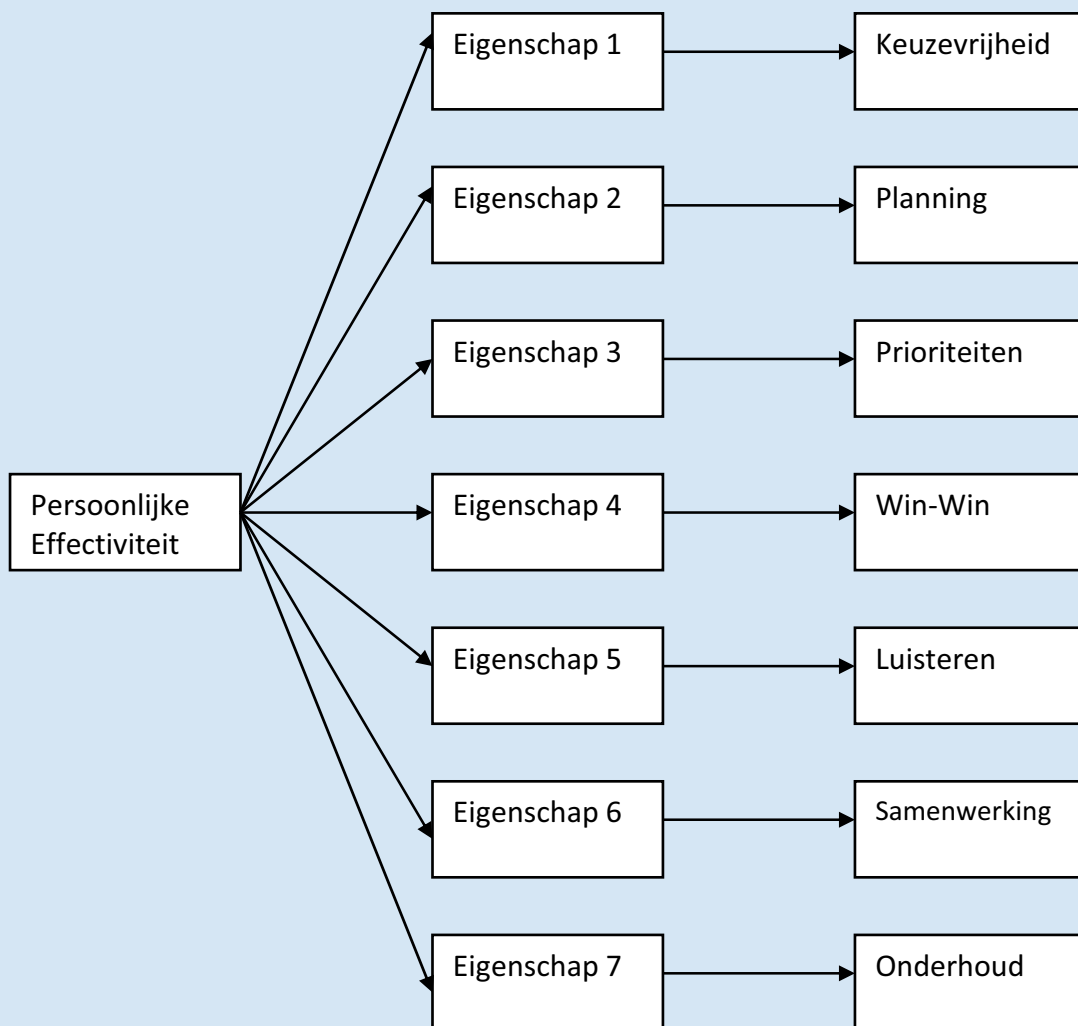 Eigenschap 1
Keuzevrijheid
Eigenschap 2
Planning
Eigenschap 3
Prioriteiten
Persoonlijke
Effectiviteit
Eigenschap 4
Win-Win
Eigenschap 5
Luisteren
Eigenschap 6
Samenwerking
Eigenschap 7
Onderhoud